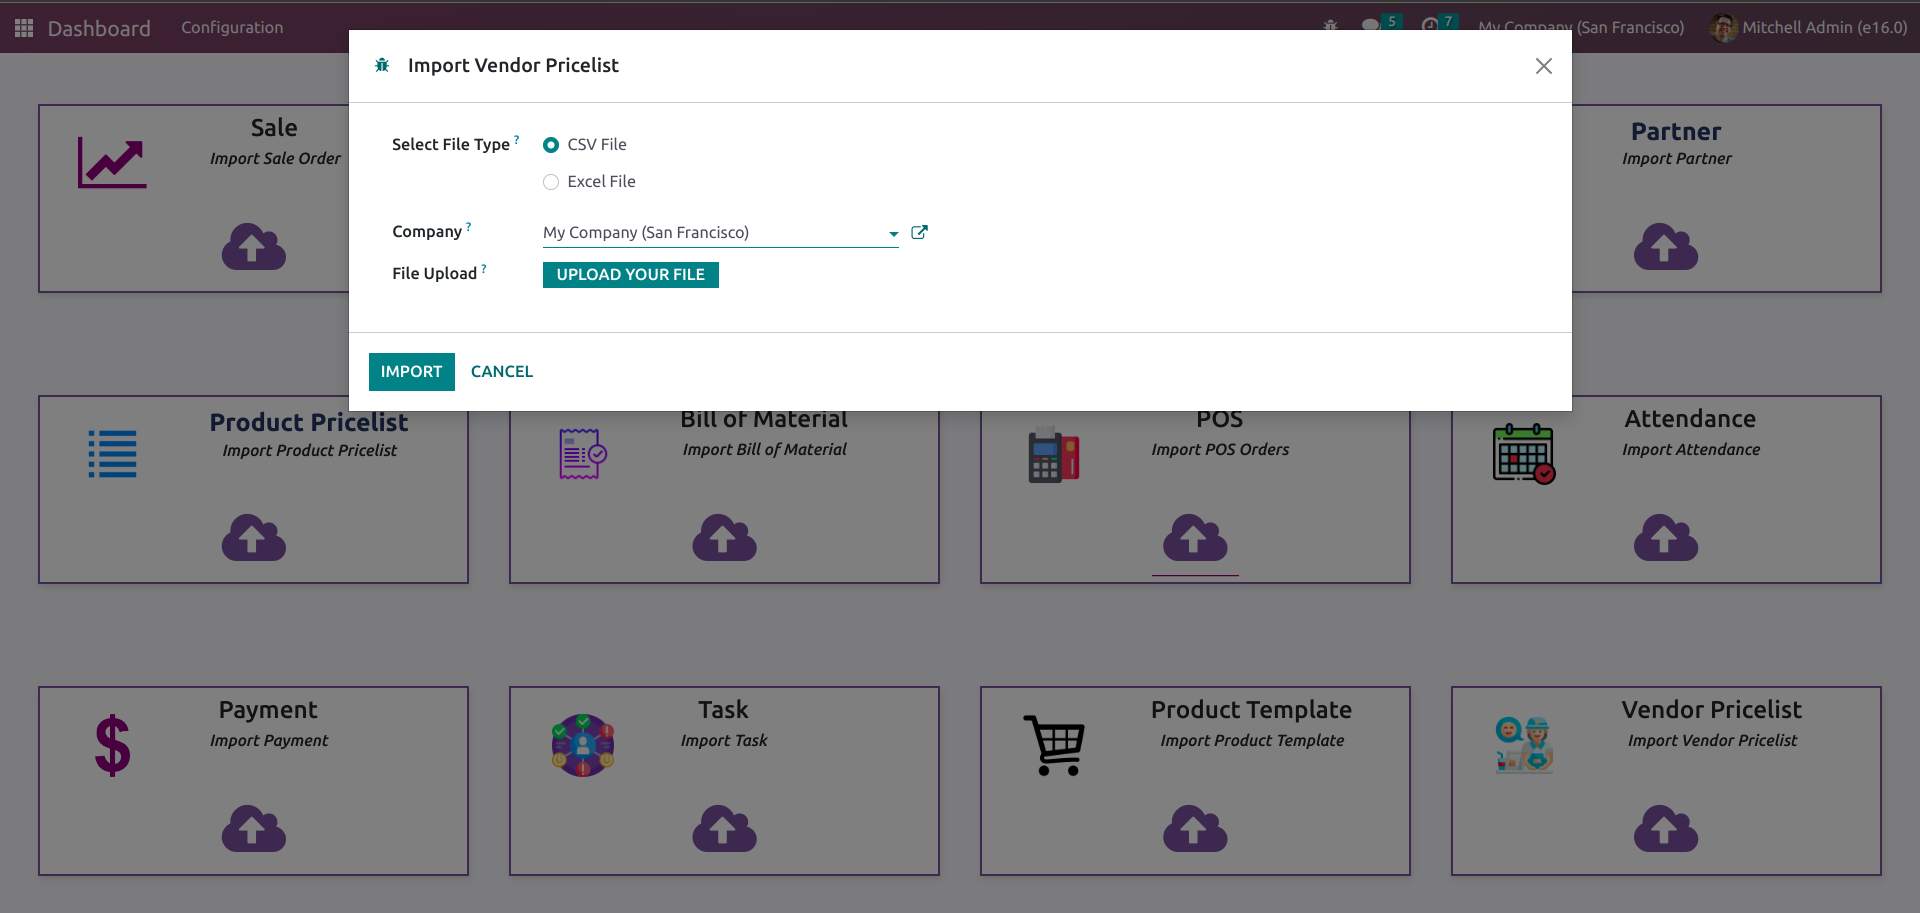 Dashboard Configuration 5 7 My Company (San Francisco) Mitchell Admin (e16.0)
Import Vendor Pricelist
Select File Type ? CSV File
Excel File
Company ? My Company (San Francisco)
File Upload ? UPLOAD YOUR FILE
IMPORT CANCEL
Sale
Import Sale Order
Partner
Import Partner
Product Pricelist
Import Product Pricelist
Bill of Material
Import Bill of Material
POS
Import POS Orders
Attendance
Import Attendance
Payment
Import Payment
Task
Import Task
Product Template
Import Product Template
Vendor Pricelist
Import Vendor Pricelist